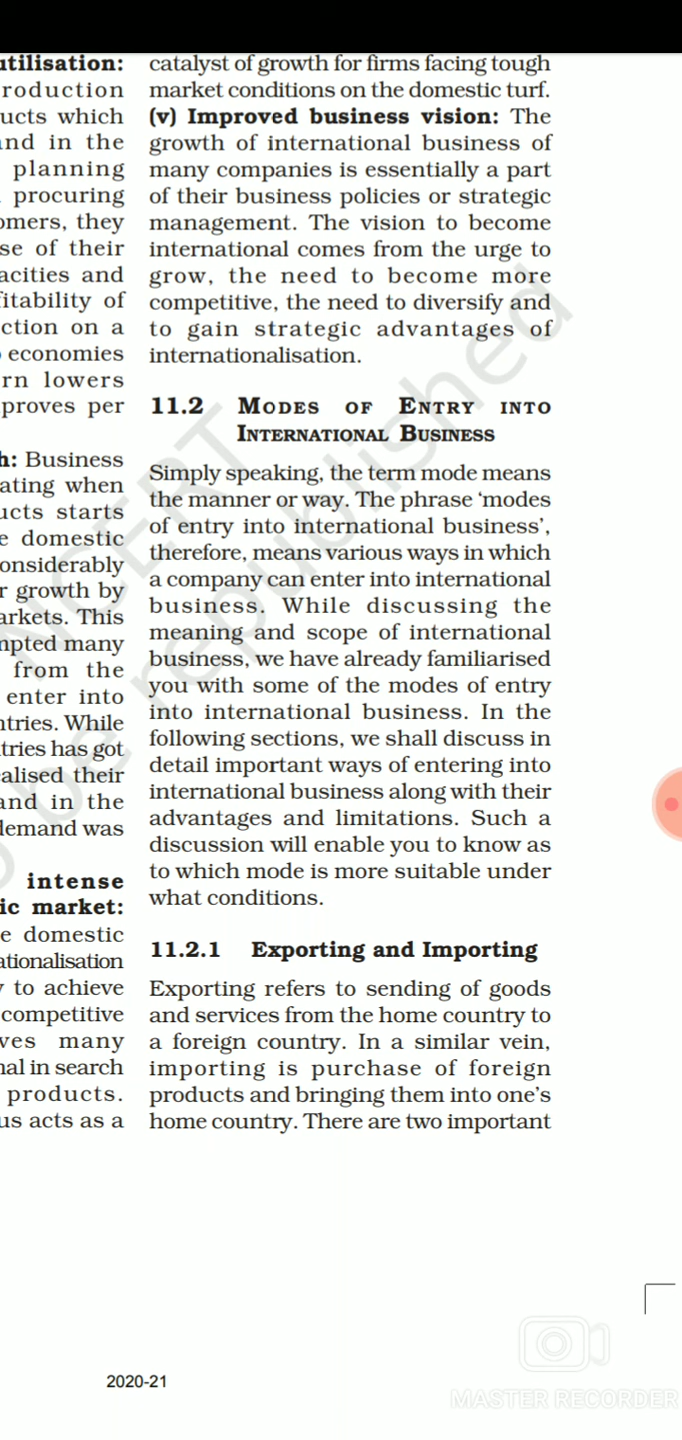 utilisation:
roduction
ucts which
and in the
planning
procuring
omers, they
se of their
acities and
fitability of
ction on a
economies
rn lowers
proves per
h: Business
ating when
ucts starts
e domestic
onsiderably
r growth by
arkets. This
mpted many
from the
enter into
ntries. While
tries has got
alised their
and in the
demand was
intense
ic market:
e domestic
ationalisation
y to achieve
competitive
ves many
nal in search
products.
us acts as a
catalyst of growth for firms facing tough
market conditions on the domestic turf.
(v) Improved business vision: The
growth of international business of
many companies is essentially a part
of their business policies or strategic
management. The vision to become
international comes from the urge to
grow, the need to become more
competitive, the need to diversify and
to gain strategic advantages of
internationalisation.
11.2 MODES OF ENTRY INTO
INTERNATIONAL BUSINESS
Simply speaking, the term mode means
the manner or way. The phrase ‘modes
of entry into international business’,
therefore, means various ways in which
a company can enter into international
business. While discussing the
meaning and scope of international
business, we have already familiarised
you with some of the modes of entry
into international business. In the
following sections, we shall discuss in
detail important ways of entering into
international business along with their
advantages and limitations. Such a
discussion will enable you to know as
to which mode is more suitable under
what conditions.
11.2.1 Exporting and Importing
Exporting refers to sending of goods
and services from the home country to
a foreign country. In a similar vein,
importing is purchase of foreign
products and bringing them into one’s
home country. There are two important
NCERT
be republished
2020-21
MASTER RECORDER